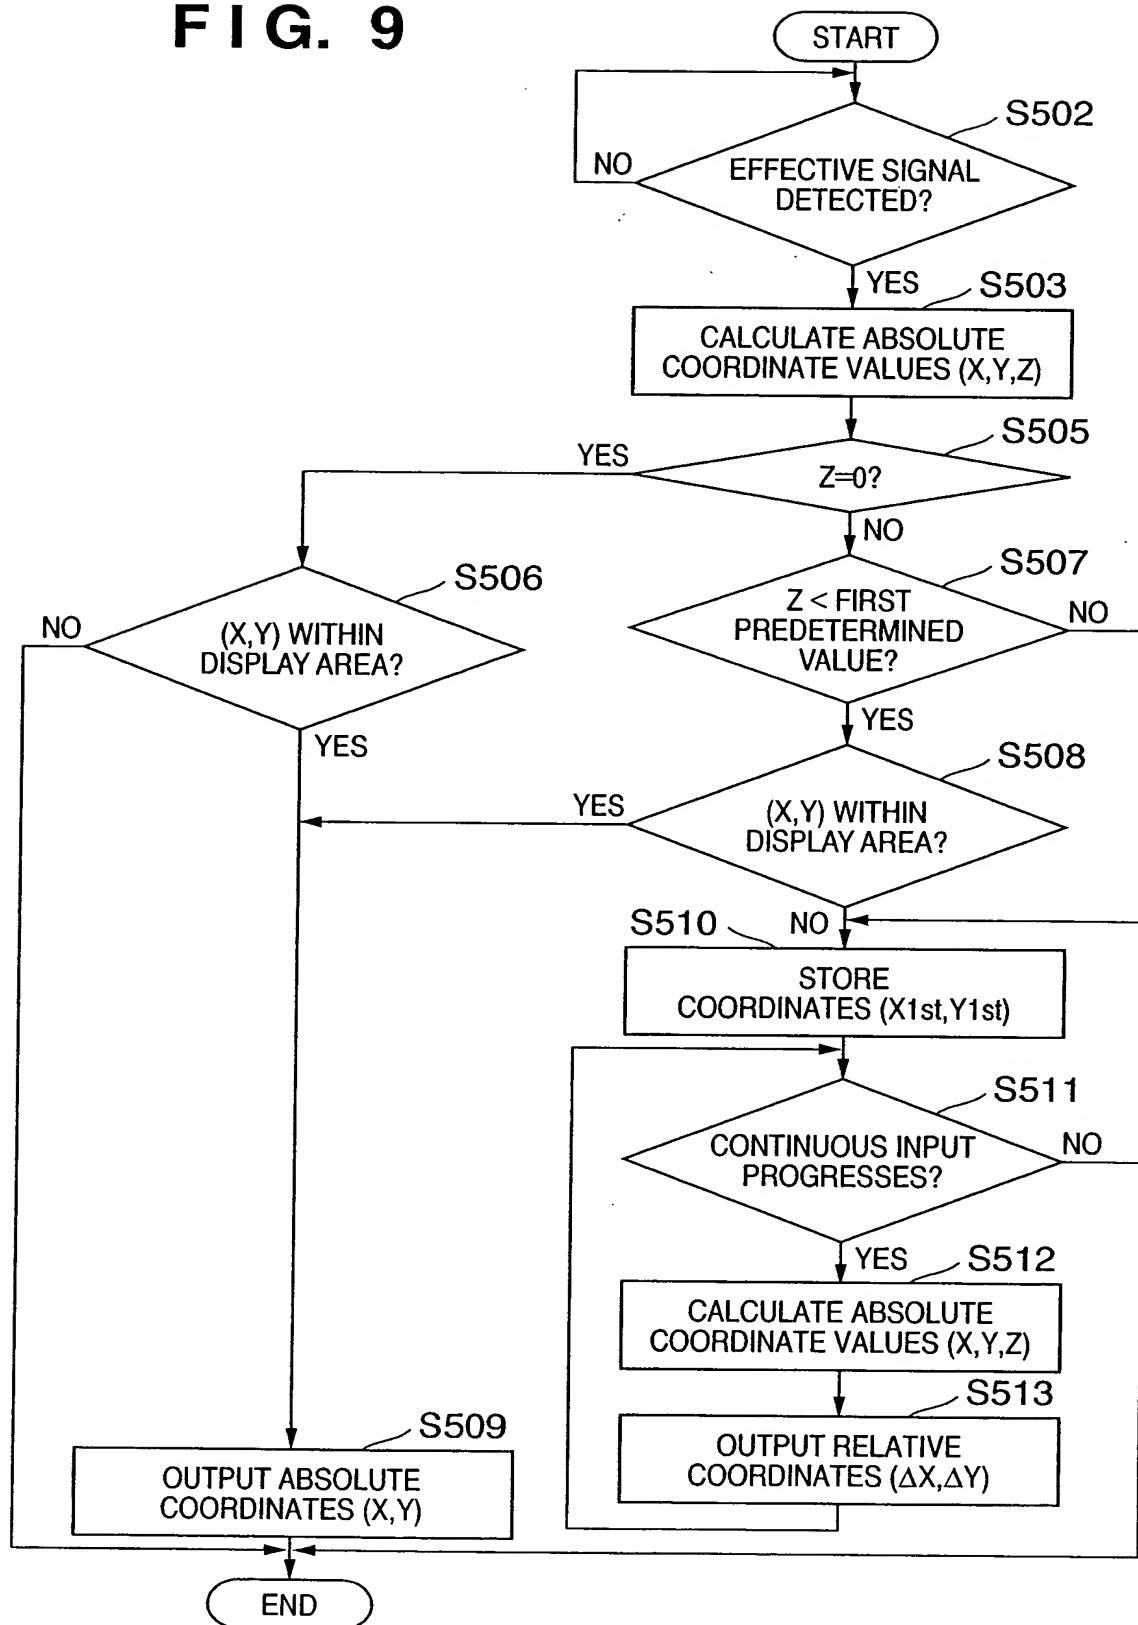 FIG. 9
START
S502
NO
EFFECTIVE SIGNAL
DETECTED?
YES
S503
CALCULATE ABSOLUTE
COORDINATE VALUES (X,Y,Z)
S505
YES
Z=0?
NO
S506
S507
NO
(X,Y) WITHIN
DISPLAY AREA?
Z < FIRST
PREDETERMINED
VALUE?
NO
YES
YES
S508
YES
(X,Y) WITHIN
DISPLAY AREA?
NO
S510
STORE
COORDINATES (X1st,Y1st)
S511
CONTINUOUS INPUT
PROGRESSES?
NO
YES
S512
CALCULATE ABSOLUTE
COORDINATE VALUES (X,Y,Z)
S513
OUTPUT RELATIVE
COORDINATES (ΔX,ΔY)
S509
OUTPUT ABSOLUTE
COORDINATES (X,Y)
END